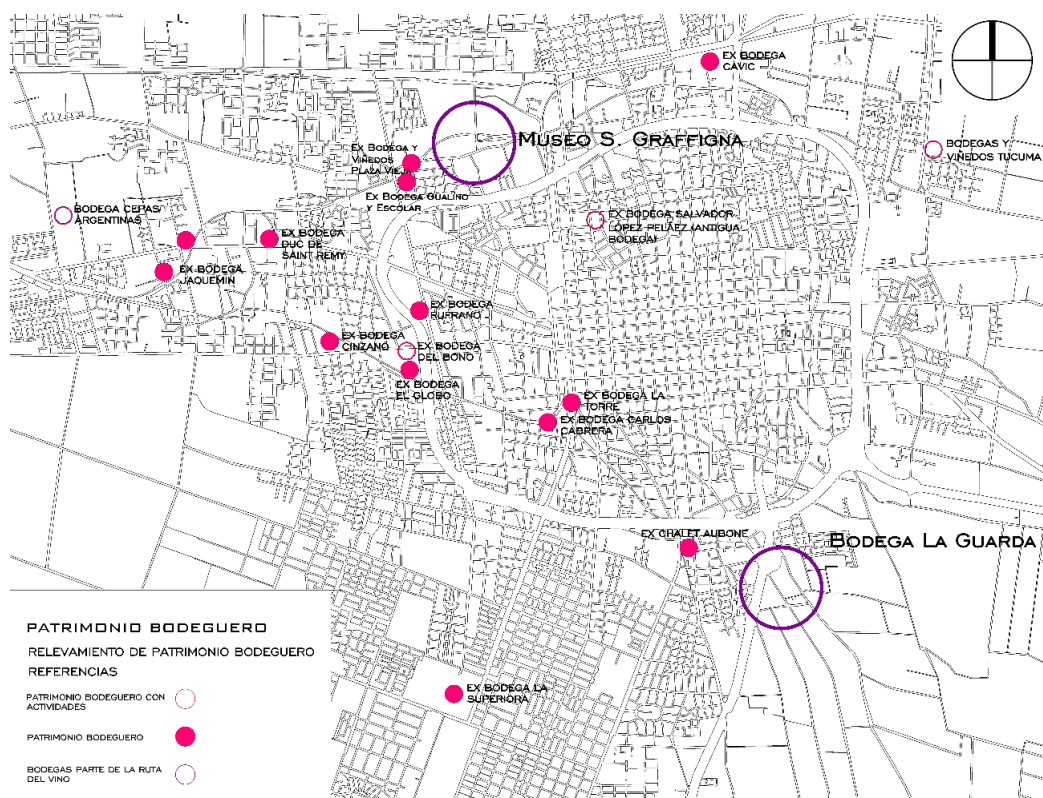 EX BODEGA
CAVIC
MUSEO S. GRAFFIGNA
BODEGAS Y
VIÑEDOS TUCUMA
EX BODEGA Y
VIÑEDOS
PLAZA VIEJA
EX BODEGA GUALINO
Y ESCOLAR
BODEGA CEPAS
ARGENTINAS
EX BODEGA SALVADOR
LÓPEZ PELÁEZ (ANTIGUA
BODEGA)
EX BODEGA
DUC DE
SAINT REMY
EX BODEGA
JAQUEMIN
EX BODEGA
RUFRANO
EX BODEGA
CINZANO
EX BODEGA
DEL BONO
EX BODEGA
EL GLOBO
EX BODEGA LA
TORRE
EX BODEGA CARLOS
CABRERA
EX CHALET AUBONE
BODEGA LA GUARDA
EX BODEGA LA
SUPERIORA
PATRIMONIO BODEGUERO
RELEVAMIENTO DE PATRIMONIO BODEGUERO
REFERENCIAS
PATRIMONIO BODEGUERO CON
ACTIVIDADES
PATRIMONIO BODEGUERO
BODEGAS PARTE DE LA RUTA
DEL VINO